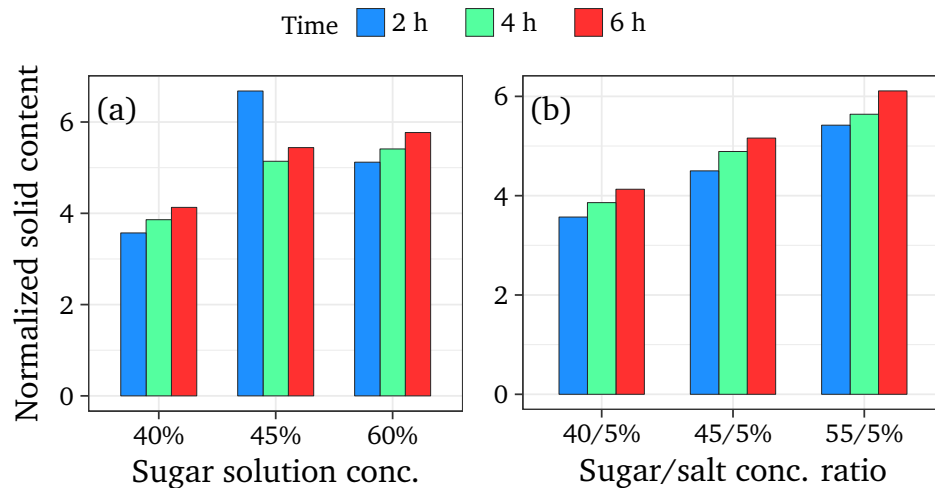 Time 2 h 4 h 6 h
Normalized solid content
(a)
6
4
2
0
40% 45% 60%
Sugar solution conc.
(b)
6
4
2
0
40/5% 45/5% 55/5%
Sugar/salt conc. ratio